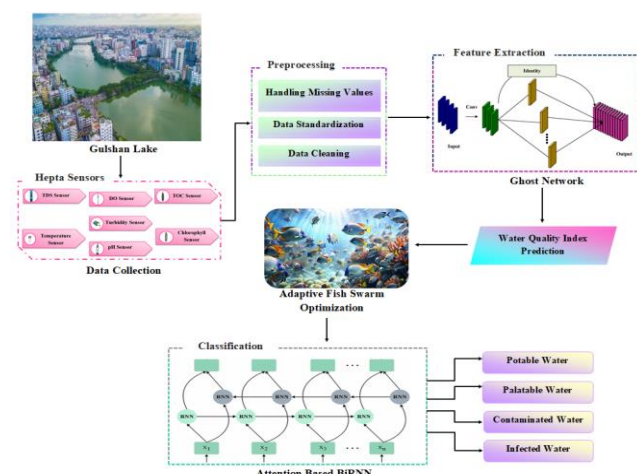 Gulshan Lake
Hepta Sensors
TDS Sensor
DO Sensor
TOC Sensor
Turbidity Sensor
Temperature
Sensor
pH Sensor
Chlorophyll
Sensor
Data Collection
Preprocessing
Handling Missing Values
Data Standardization
Data Cleaning
Feature Extraction
Identity
Conv
Input
Output
Ghost Network
Water Quality Index
Prediction
Adaptive Fish Swarm
Optimization
Classification
RNN RNN RNN RNN
RNN RNN RNN RNN
x1 x2 x3 xn
Attention Based BiRNN
Potable Water
Palatable Water
Contaminated Water
Infected Water